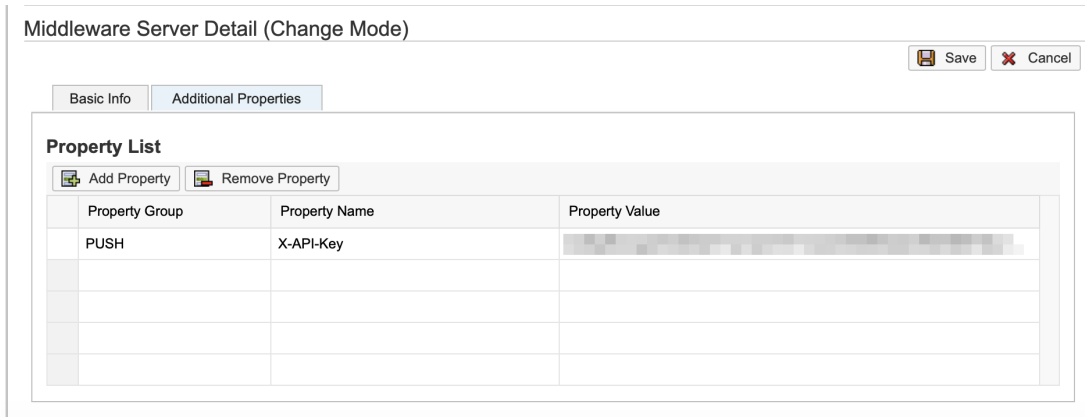 Middleware Server Detail (Change Mode)
Save Cancel
Basic Info Additional Properties
Property List
Add Property Remove Property
Property Group Property Name Property Value
PUSH X-API-Key